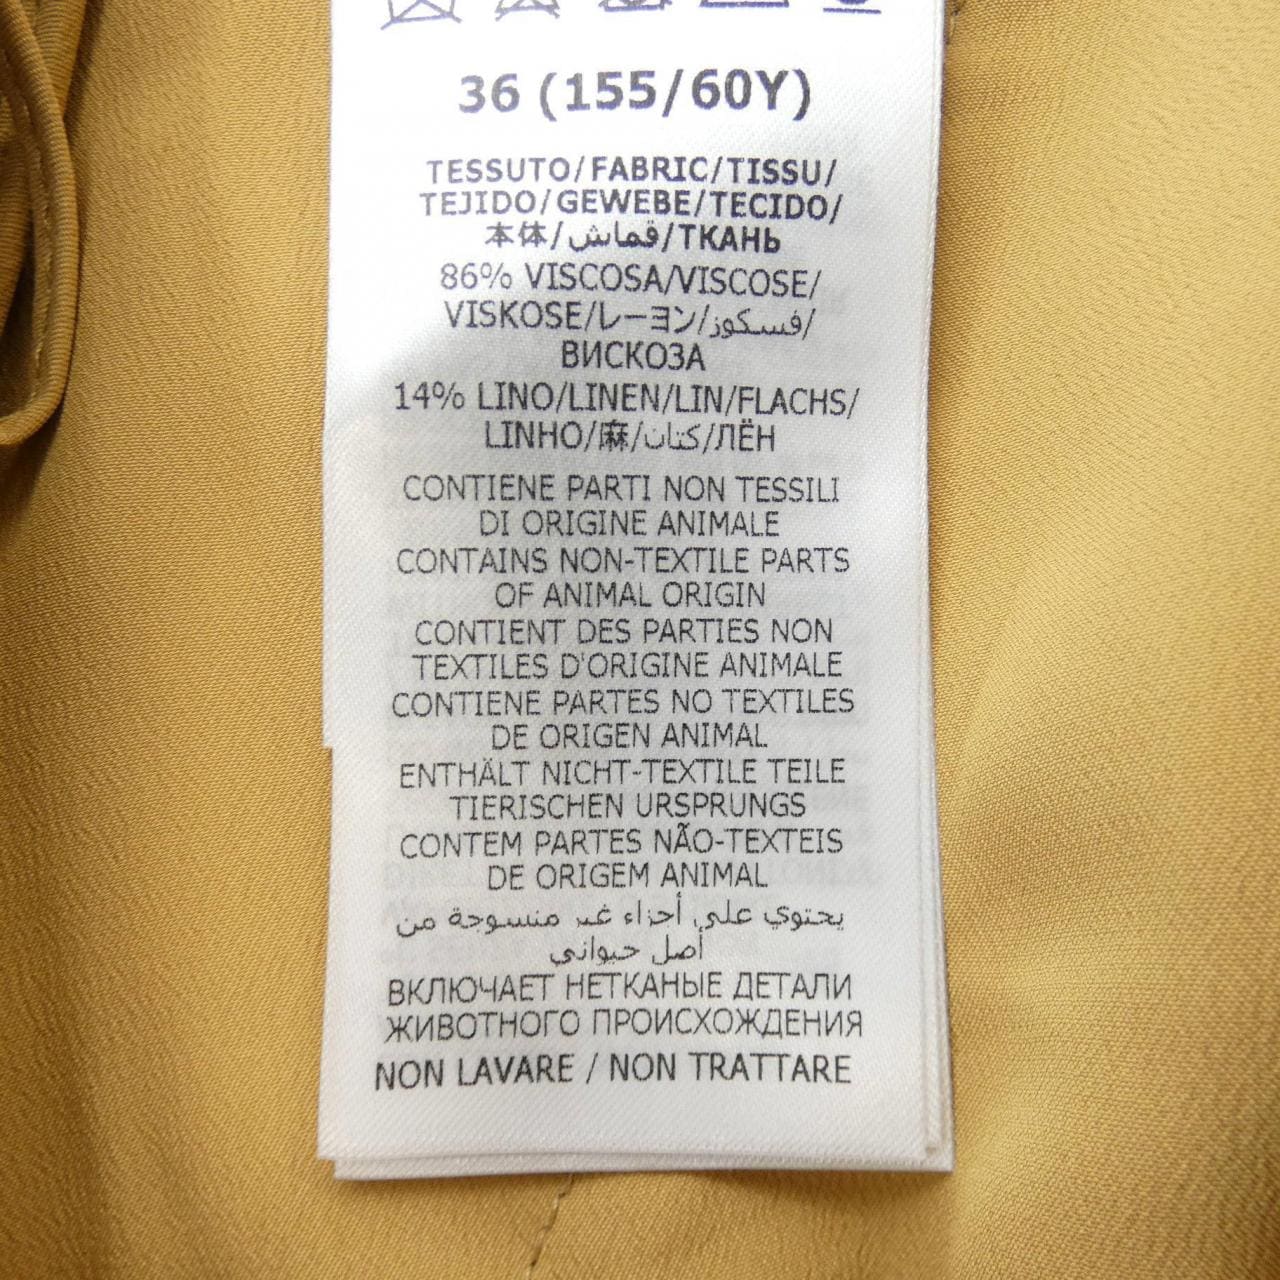 36 (155/60Y)
TESSUTO/FABRIC/TISSU/
TEJIDO/GEWEBE/TECIDO/
本体/قماش/ТКАНЬ
86% VISCOSA/VISCOSE/
VISKOSE/レーヨン/فسكوز/
ВИСКОЗА
14% LINO/LINEN/LIN/FLACHS/
LINHO/麻/كتان/ЛЁН
CONTIENE PARTI NON TESSILI
DI ORIGINE ANIMALE
CONTAINS NON-TEXTILE PARTS
OF ANIMAL ORIGIN
CONTIENT DES PARTIES NON
TEXTILES D'ORIGINE ANIMALE
CONTIENE PARTES NO TEXTILES
DE ORIGEN ANIMAL
ENTHÄLT NICHT-TEXTILE TEILE
TIERISCHEN URSPRUNGS
CONTEM PARTES NÃO-TEXTEIS
DE ORIGEM ANIMAL
يحتوي على أجزاء غير منسوجة من
أصل حيواني
ВКЛЮЧАЕТ НЕТКАНЫЕ ДЕТАЛИ
ЖИВОТНОГО ПРОИСХОЖДЕНИЯ
NON LAVARE / NON TRATTARE